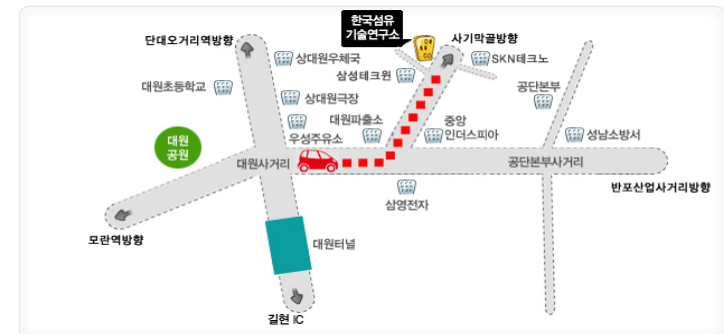 한국섬유
기술연구소
단대오거리역방향
사기막골방향
상대원우체국
SKN테크노
삼성테크윈
대원초등학교
공단본부
상대원극장
대원파출소
중앙
인더스피아
성남소방서
우성주유소
대원
공원
대원사거리
공단본부사거리
반포산업사거리방향
삼영전자
모란역방향
대원터널
길현 IC